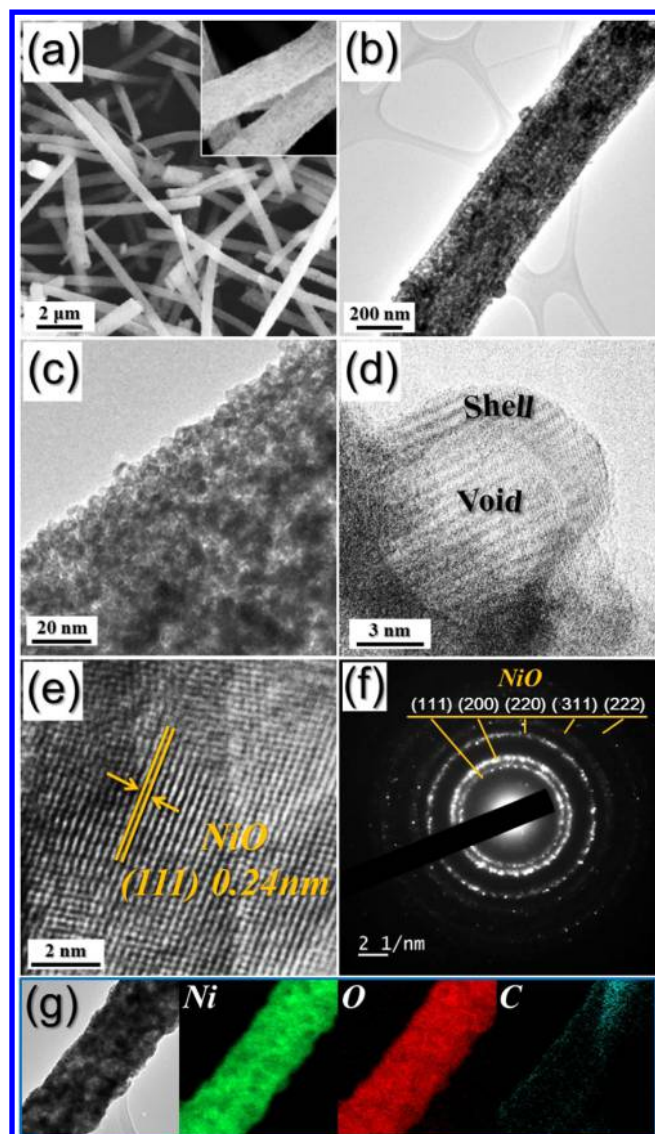 (a)
2 μm
(b)
200 nm
(c)
20 nm
(d)
Shell
Void
3 nm
(e)
NiO
(111) 0.24nm
2 nm
(f)
NiO
(111) (200) (220) (311) (222)
2 1/nm
(g) Ni O C